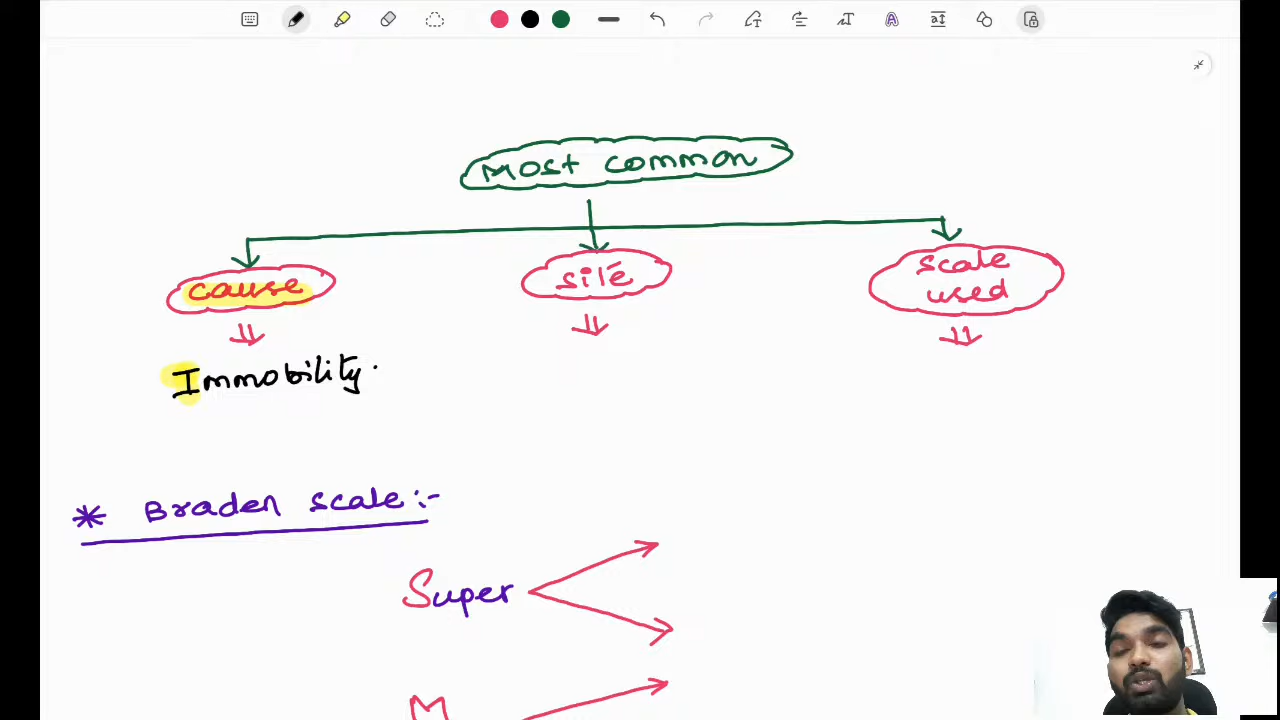 Most common
cause
site
scale
used
Immobility.
* Braden scale :-
Super
M